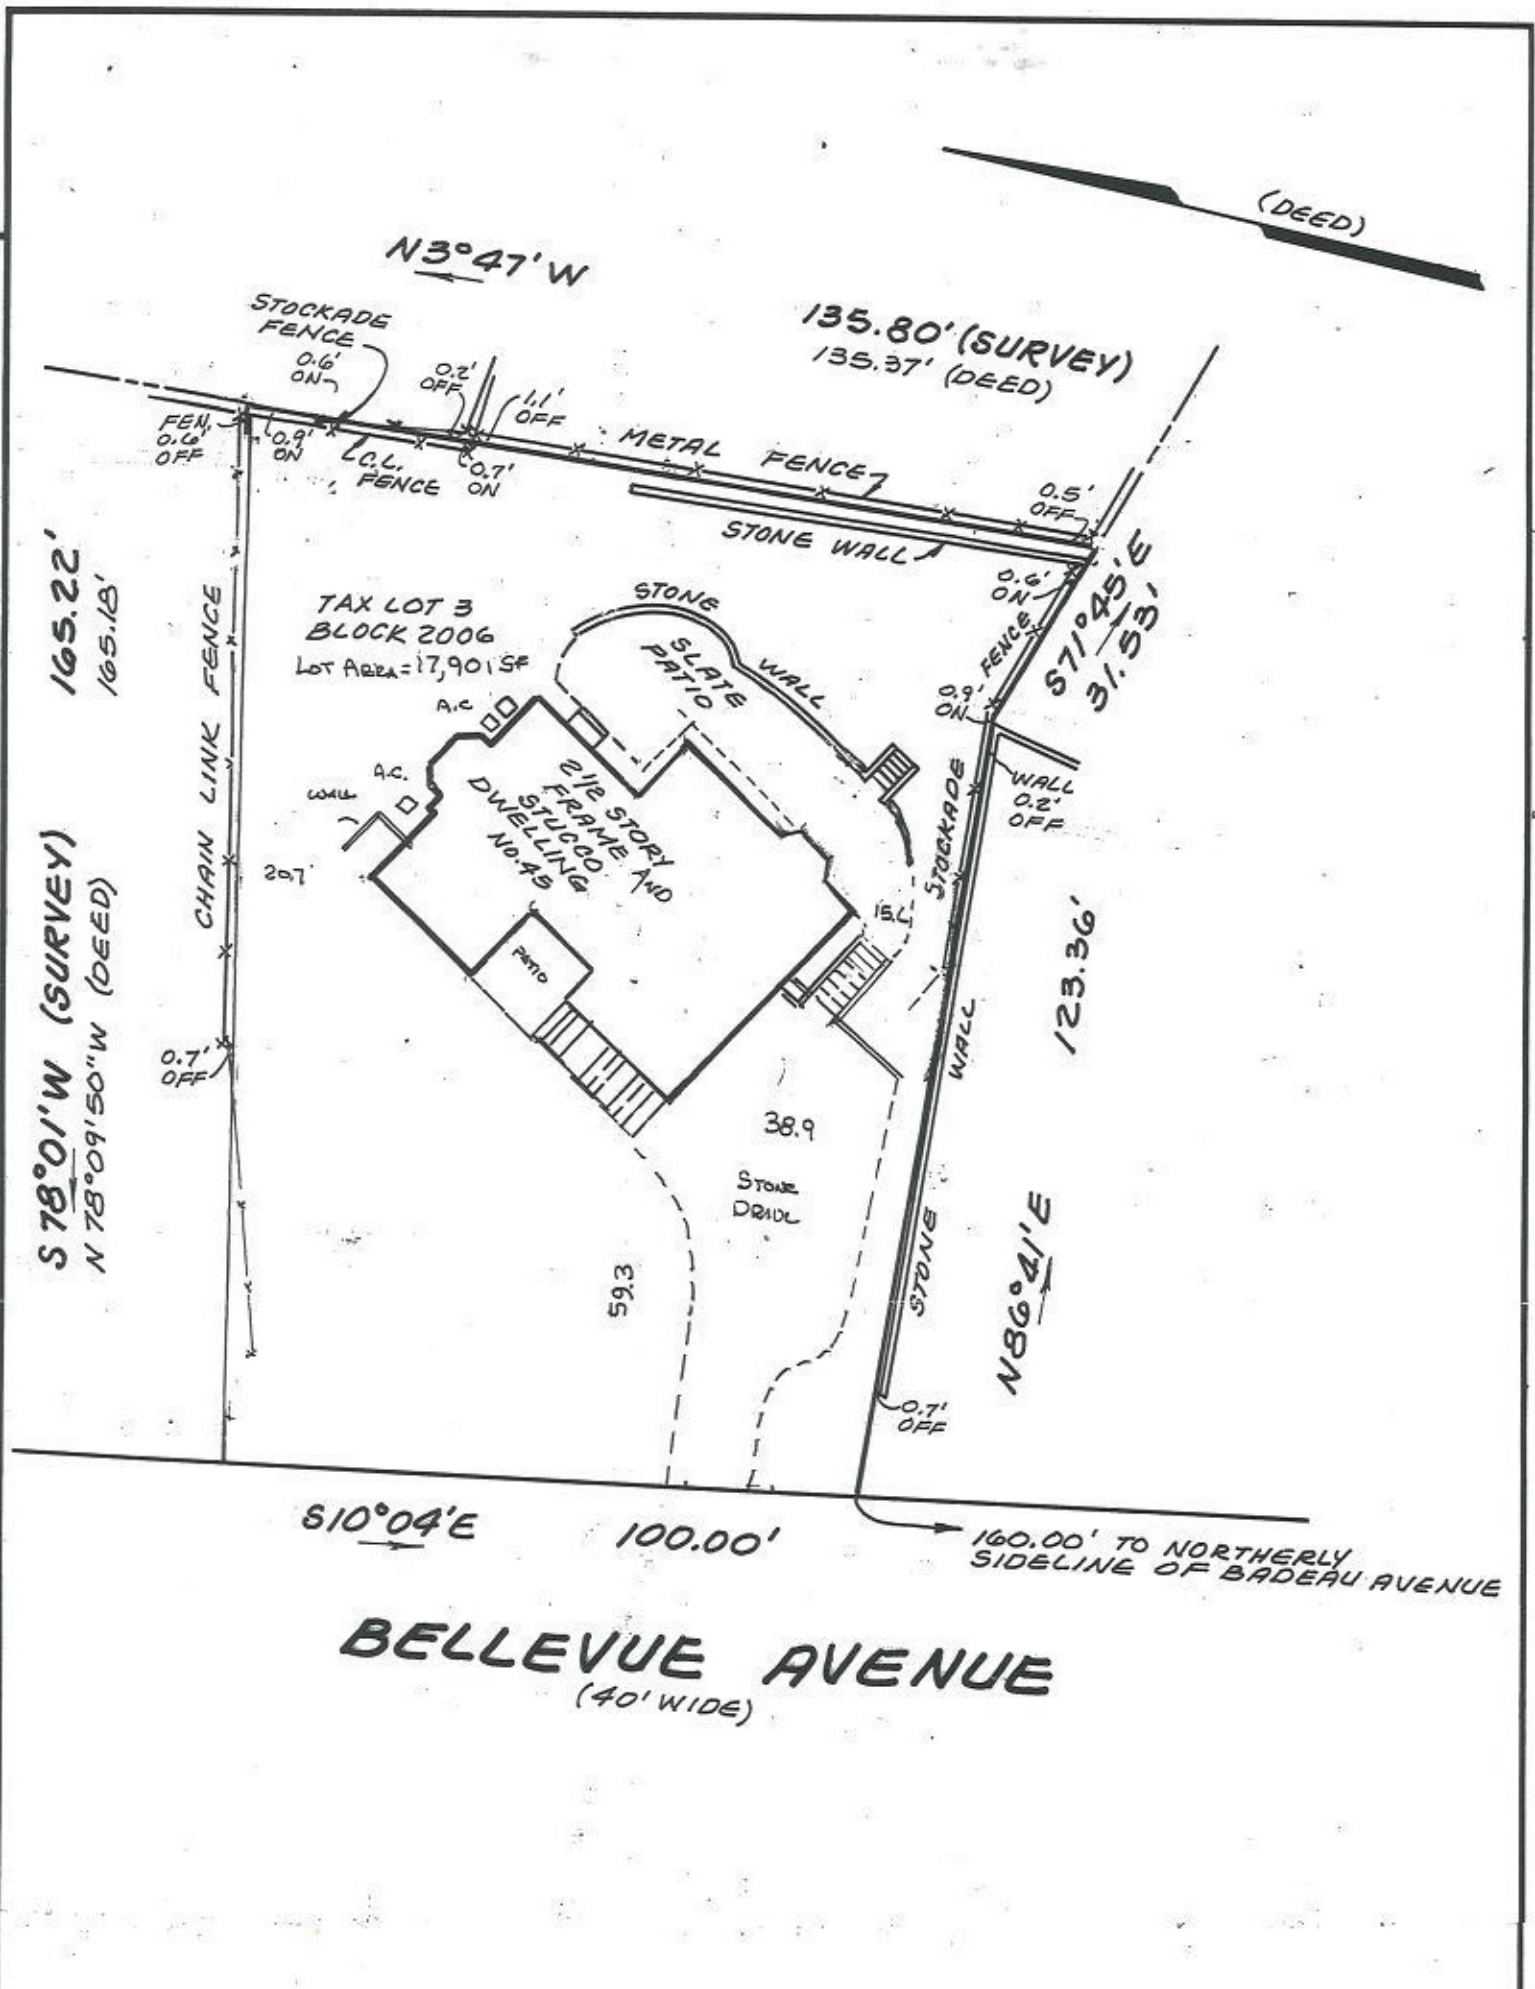 (DEED)
N3°47'W
135.80' (SURVEY)
135.37' (DEED)
STOCKADE
FENCE
0.6'
ON
0.2'
OFF
1.1'
OFF
METAL FENCE
FEN.
0.6'
OFF
0.9'
ON
C.L.
FENCE
0.7'
ON
0.5'
OFF
STONE WALL
0.6'
ON
S71°45'E
31.53'
FENCE
0.9'
ON
165.22'
165.18'
S78°01'W (SURVEY)
N78°09'50"W (DEED)
CHAIN LINK FENCE
TAX LOT 3
BLOCK 2006
LOT AREA=17,901 SF
STONE WALL
SLATE
PATIO
A.C
A.C.
WALL
20.7'
2 1/2 STORY
FRAME AND
STUCCO
DWELLING
No.45
PATIO
15.
STOCKADE
WALL
0.2'
OFF
123.36'
STONE WALL
N86°41'E
0.7'
OFF
38.9
STONE
DRIVE
59.3
0.7'
OFF
S10°04'E
100.00'
160.00' TO NORTHERLY
SIDELINE OF BADEAU AVENUE
BELLEVUE AVENUE
(40' WIDE)